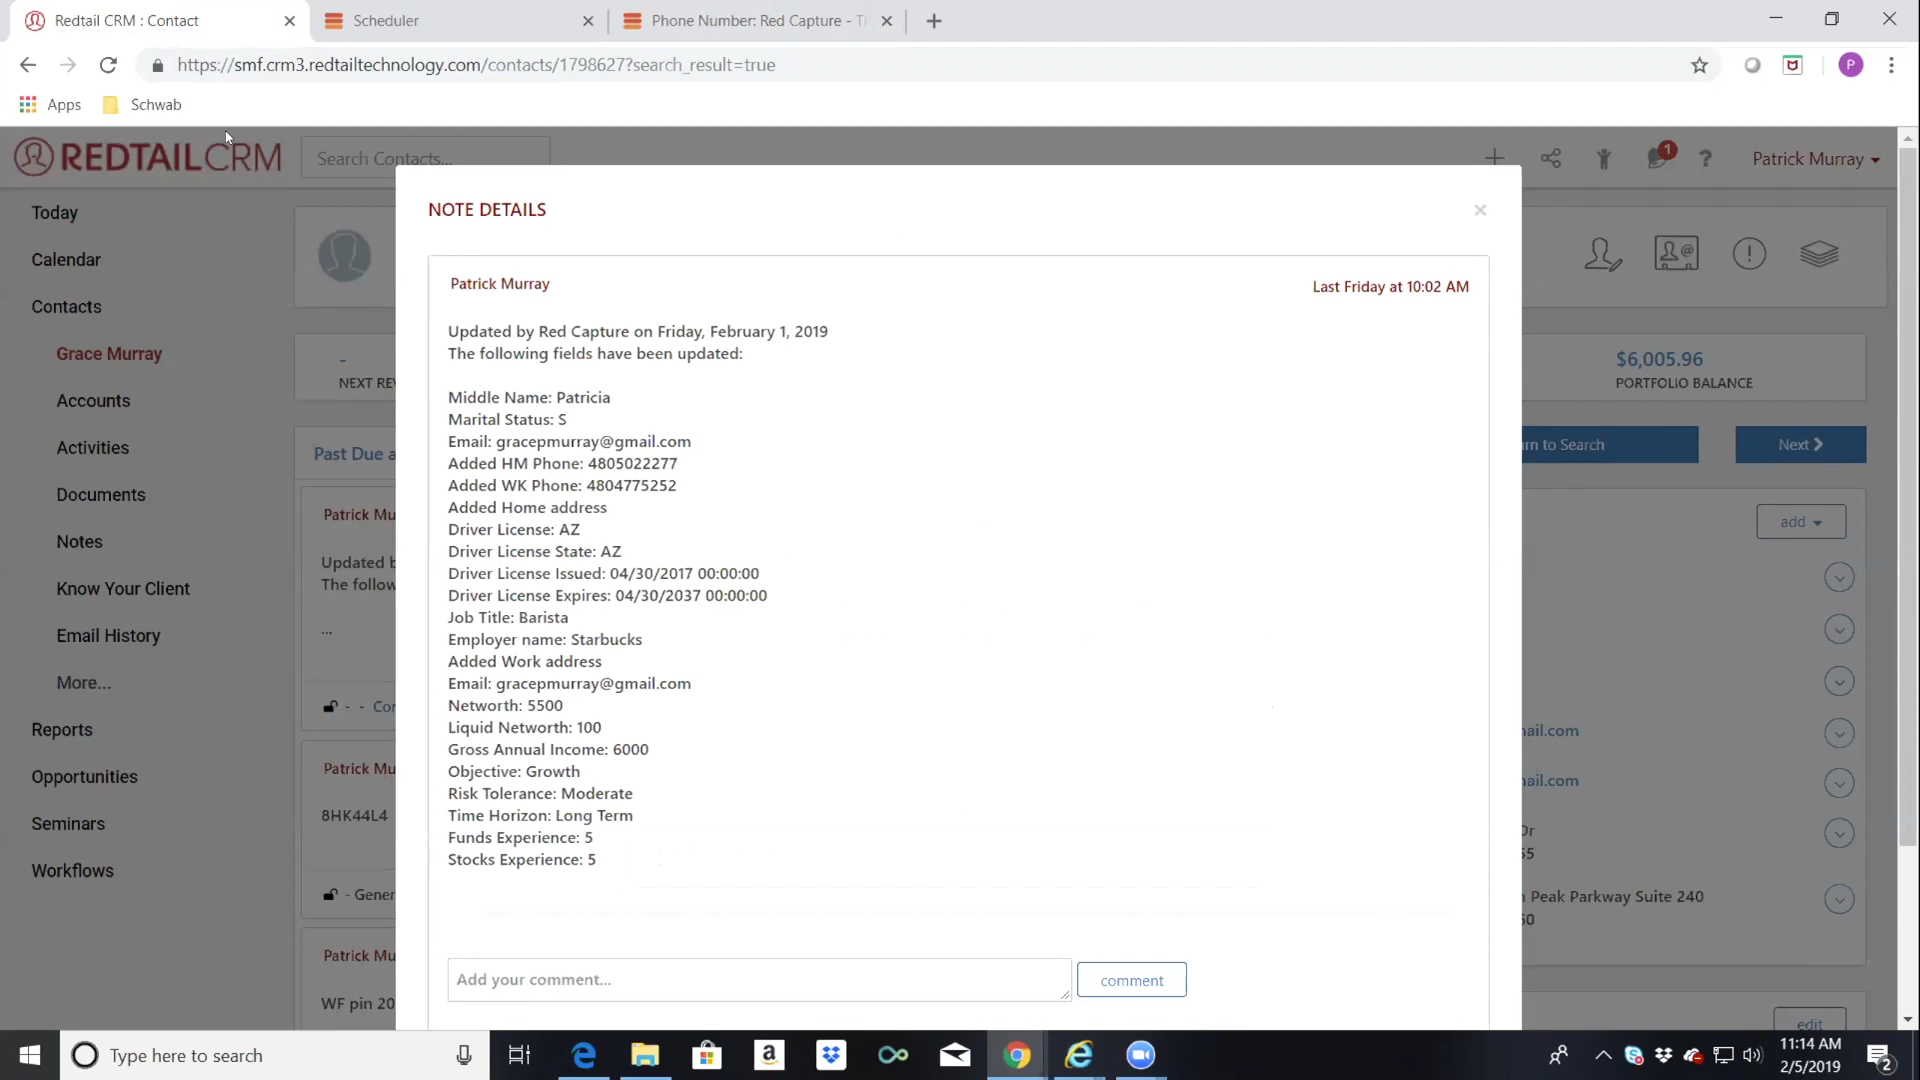 Redtail CRM : Contact
Scheduler
Phone Number: Red Capture - T
https://smf.crm3.redtailtechnology.com/contacts/1798627?search_result=true
P
Apps
Schwab
REDTAILCRM
Search Contacts...
1
?
Patrick Murray
Today
Calendar
Contacts
Grace Murray
Accounts
Activities
Documents
Notes
Know Your Client
Email History
More...
Reports
Opportunities
Seminars
Workflows
-
NEXT RE
$6,005.96
PORTFOLIO BALANCE
Past Due a
rn to Search
Next
add
Patrick Mu
Updated b
The follow
...
- - Cor
Patrick Mu
8HK44L4
- Gener
Patrick Mu
WF pin 20
nail.com
nail.com
Dr
55
n Peak Parkway Suite 240
60
edit
NOTE DETAILS
×
Patrick Murray
Last Friday at 10:02 AM
Updated by Red Capture on Friday, February 1, 2019
The following fields have been updated:
Middle Name: Patricia
Marital Status: S
Email: gracepmurray@gmail.com
Added HM Phone: 4805022277
Added WK Phone: 4804775252
Added Home address
Driver License: AZ
Driver License State: AZ
Driver License Issued: 04/30/2017 00:00:00
Driver License Expires: 04/30/2037 00:00:00
Job Title: Barista
Employer name: Starbucks
Added Work address
Email: gracepmurray@gmail.com
Networth: 5500
Liquid Networth: 100
Gross Annual Income: 6000
Objective: Growth
Risk Tolerance: Moderate
Time Horizon: Long Term
Funds Experience: 5
Stocks Experience: 5
Add your comment...
comment
Type here to search
11:14 AM
2/5/2019
2